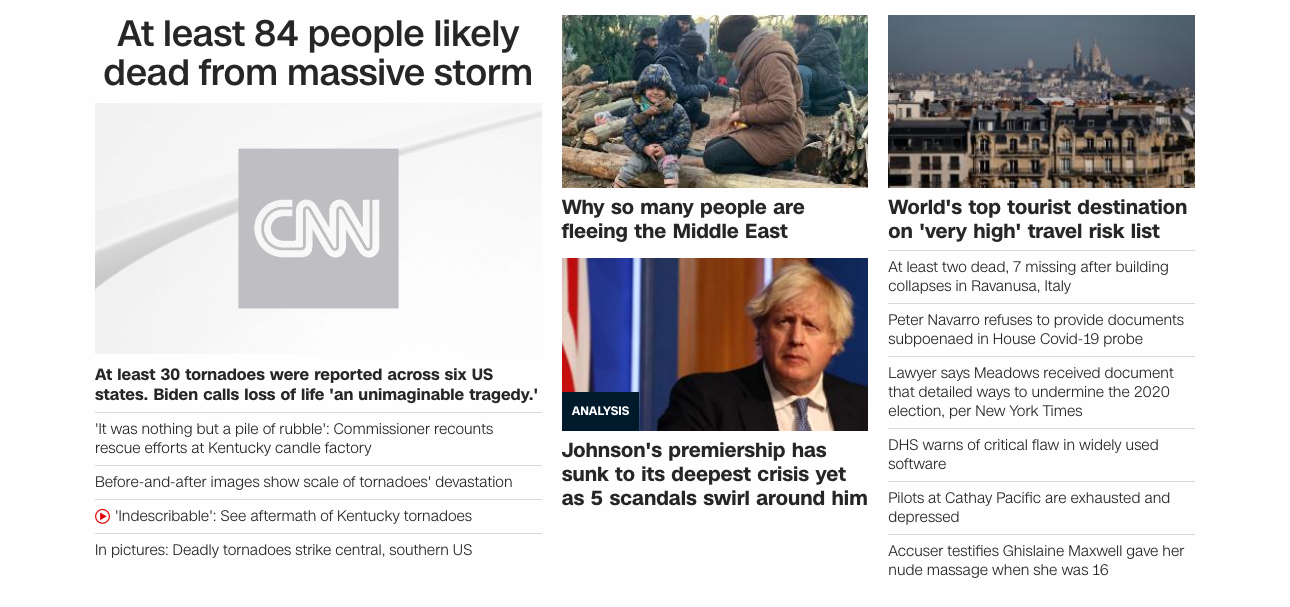 At least 84 people likely
dead from massive storm
CNN
At least 30 tornadoes were reported across six US
states. Biden calls loss of life 'an unimaginable tragedy.'
'It was nothing but a pile of rubble': Commissioner recounts
rescue efforts at Kentucky candle factory
Before-and-after images show scale of tornadoes' devastation
'Indescribable': See aftermath of Kentucky tornadoes
In pictures: Deadly tornadoes strike central, southern US
Why so many people are
fleeing the Middle East
ANALYSIS
Johnson's premiership has
sunk to its deepest crisis yet
as 5 scandals swirl around him
World's top tourist destination
on 'very high' travel risk list
At least two dead, 7 missing after building
collapses in Ravanusa, Italy
Peter Navarro refuses to provide documents
subpoenaed in House Covid-19 probe
Lawyer says Meadows received document
that detailed ways to undermine the 2020
election, per New York Times
DHS warns of critical flaw in widely used
software
Pilots at Cathay Pacific are exhausted and
depressed
Accuser testifies Ghislaine Maxwell gave her
nude massage when she was 16